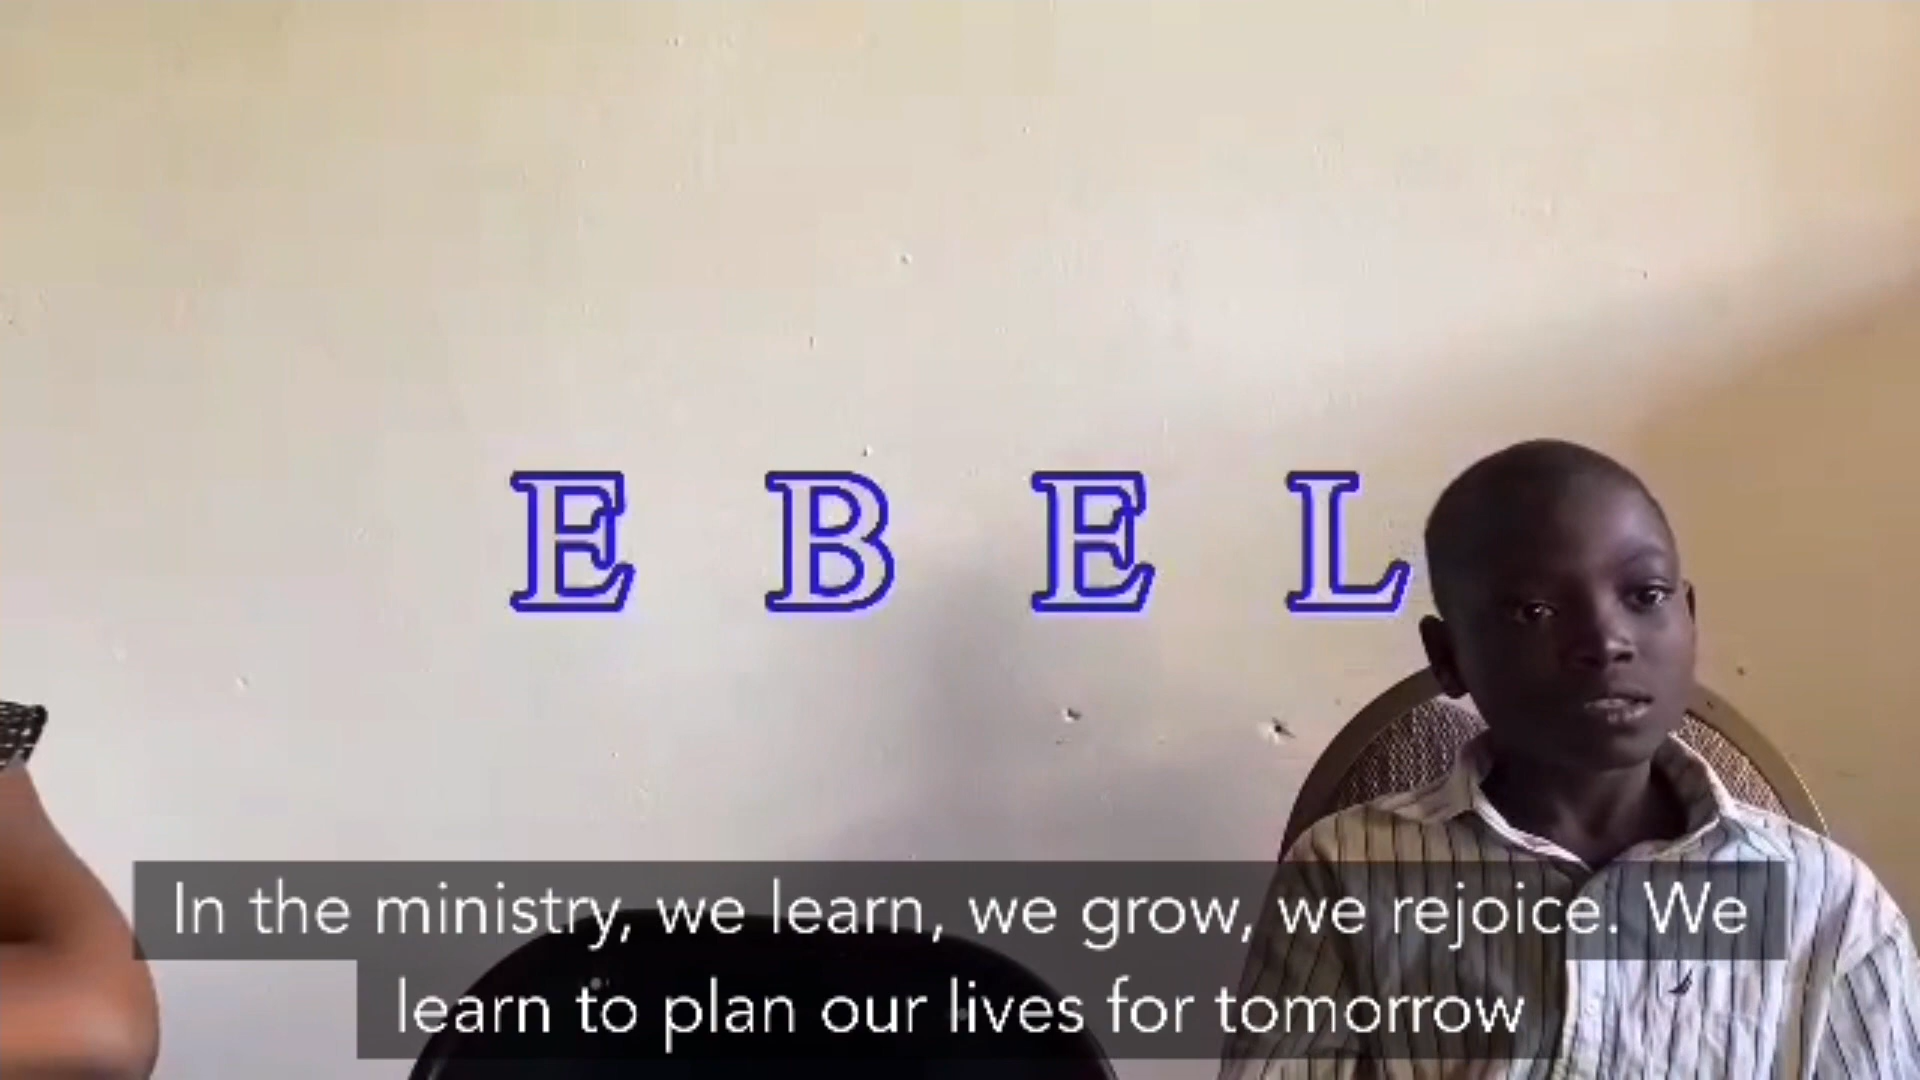 E B E L
In the ministry, we learn, we grow, we rejoice. We
learn to plan our lives for tomorrow